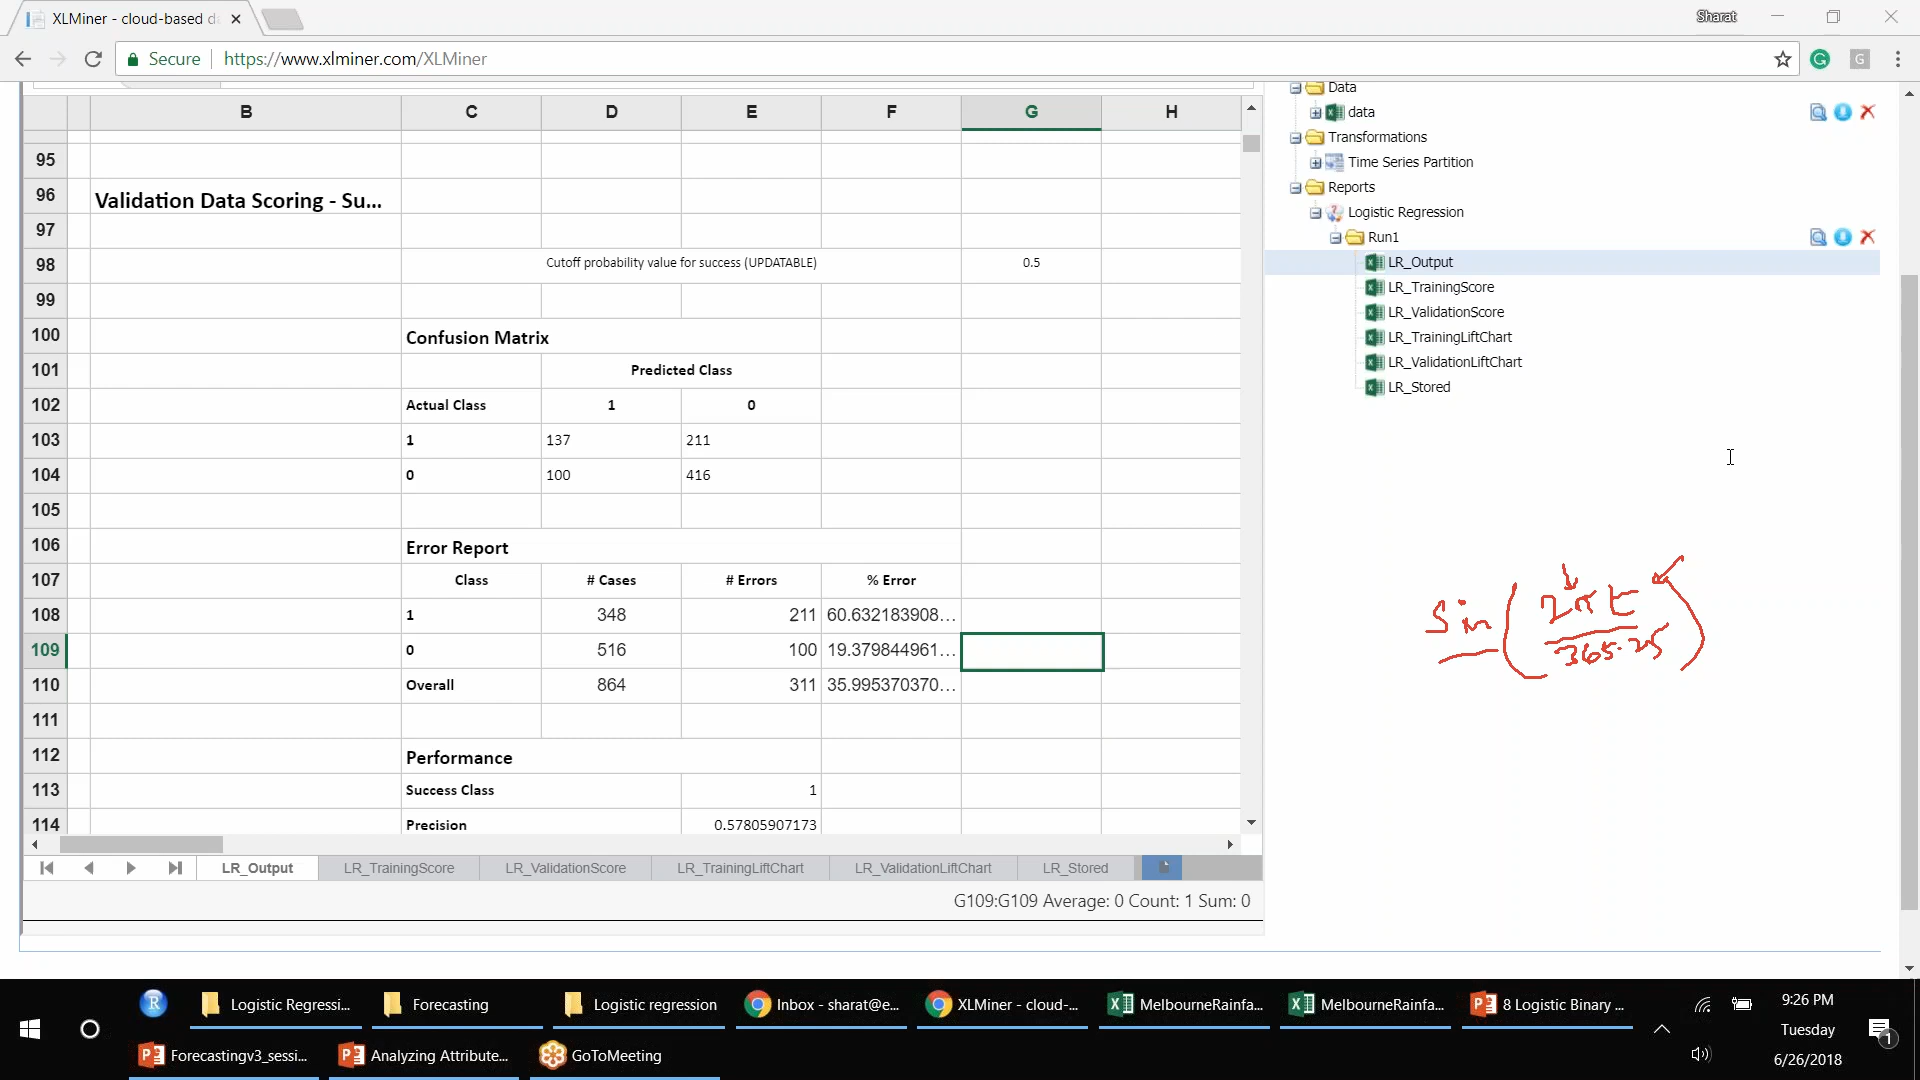 XLMiner - cloud-based d
Sharat
Secure
https://www.xlminer.com/XLMiner
B C D E F G H
95
96 Validation Data Scoring - Su...
97
98 Cutoff probability value for success (UPDATABLE) 0.5
99
100 Confusion Matrix
101 Predicted Class
102 Actual Class 1 0
103 1 137 211
104 0 100 416
105
106 Error Report
107 Class # Cases # Errors % Error
108 1 348 211 60.632183908...
109 0 516 100 19.379844961...
110 Overall 864 311 35.995370370...
111
112 Performance
113 Success Class 1
114 Precision 0.57805907173
LR_Output LR_TrainingScore LR_ValidationScore LR_TrainingLiftChart LR_ValidationLiftChart LR_Stored
G109:G109 Average: 0 Count: 1 Sum: 0
Data
data
Transformations
Time Series Partition
Reports
Logistic Regression
Run1
LR_Output
LR_TrainingScore
LR_ValidationScore
LR_TrainingLiftChart
LR_ValidationLiftChart
LR_Stored
Sin (2πt
365.25)
Logistic Regressi... Forecasting Logistic regression Inbox - sharat@e... XLMiner - cloud-... MelbourneRainfa... MelbourneRainfa... 8 Logistic Binary ...
Forecastingv3_sessi... Analyzing Attribute... GoToMeeting
9:26 PM
Tuesday
6/26/2018
1